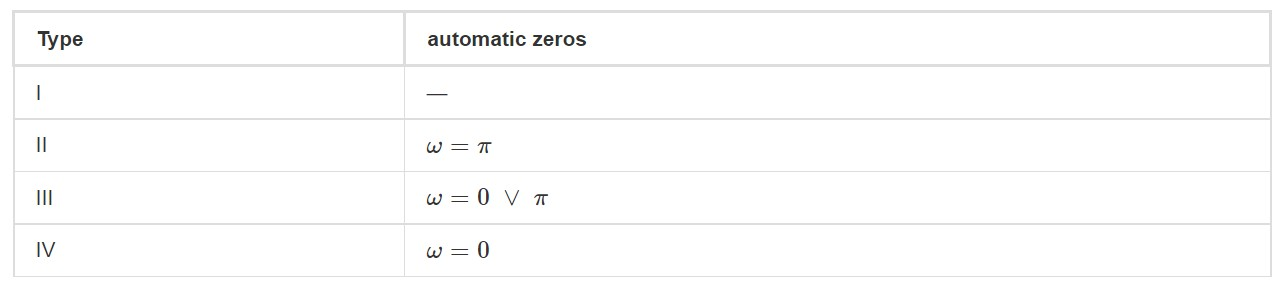 Type automatic zeros
I —
II ω = π
III ω = 0 ∨ π
IV ω = 0